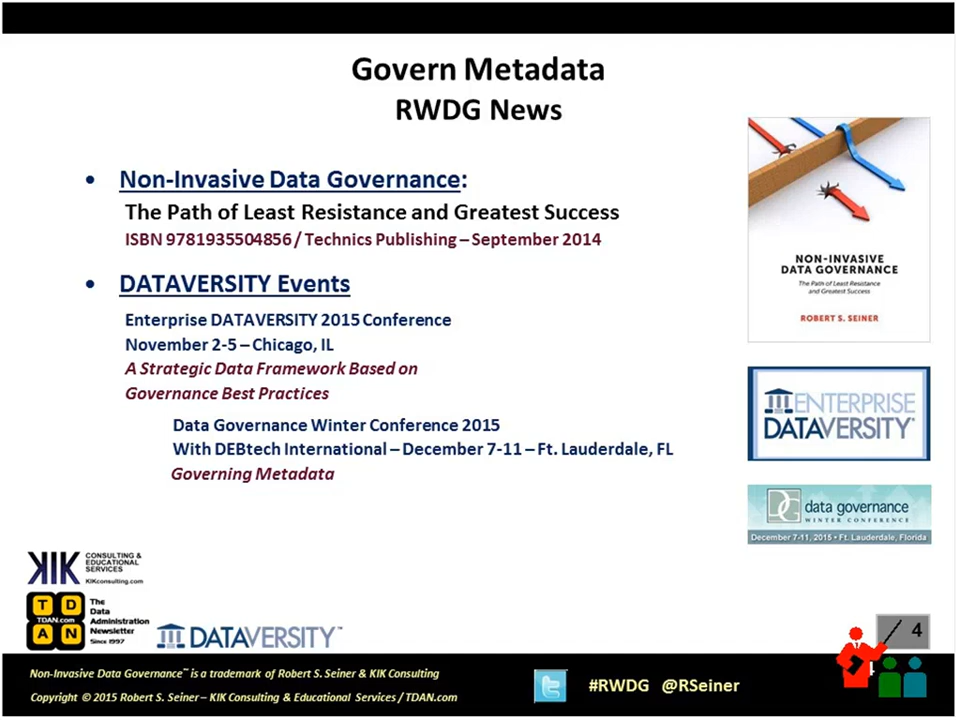 Govern Metadata
RWDG News
• Non-Invasive Data Governance:
The Path of Least Resistance and Greatest Success
ISBN 9781935504856 / Technics Publishing – September 2014
• DATAVERSITY Events
Enterprise DATAVERSITY 2015 Conference
November 2-5 – Chicago, IL
A Strategic Data Framework Based on
Governance Best Practices
Data Governance Winter Conference 2015
With DEBtech International – December 7-11 – Ft. Lauderdale, FL
Governing Metadata
NON-INVASIVE
DATA GOVERNANCE
The Path of Least Resistance
and Greatest Success
ROBERT S. SEINER
ENTERPRISE
DATAVERSITY
DG data governance
WINTER CONFERENCE
December 7-11, 2015 • Ft. Lauderdale, Florida
KIK CONSULTING &
EDUCATIONAL
SERVICES
KIKconsulting.com
T D
TDAN.com
A N
The
Data
Administration
Newsletter
Since 1997
DATAVERSITY™
4
4
Non-Invasive Data Governance™ is a trademark of Robert S. Seiner & KIK Consulting
Copyright © 2015 Robert S. Seiner – KIK Consulting & Educational Services / TDAN.com
#RWDG @RSeiner